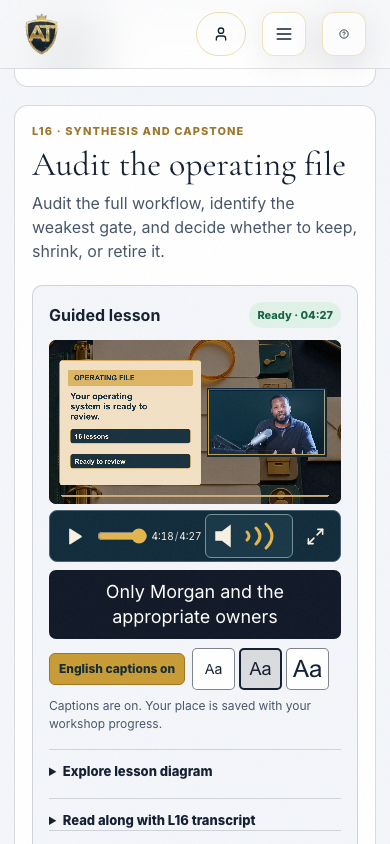 AT
L16 · SYNTHESIS AND CAPSTONE
Audit the operating file
Audit the full workflow, identify the
weakest gate, and decide whether to keep,
shrink, or retire it.
Guided lesson
Ready · 04:27
OPERATING FILE
Your operating
system is ready to
review.
16 lessons
Ready to review
4:18/4:27
Only Morgan and the
appropriate owners
English captions on
Aa
Aa
Aa
Captions are on. Your place is saved with your
workshop progress.
Explore lesson diagram
Read along with L16 transcript